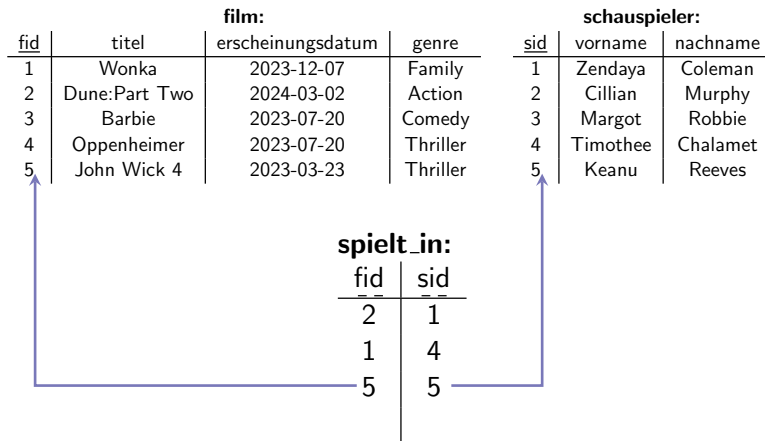 film:
fid titel erscheinungsdatum genre
1 Wonka 2023-12-07 Family
2 Dune:Part Two 2024-03-02 Action
3 Barbie 2023-07-20 Comedy
4 Oppenheimer 2023-07-20 Thriller
5 John Wick 4 2023-03-23 Thriller
schauspieler:
sid vorname nachname
1 Zendaya Coleman
2 Cillian Murphy
3 Margot Robbie
4 Timothee Chalamet
5 Keanu Reeves
spielt_in:
fid sid
2 1
1 4
5 5